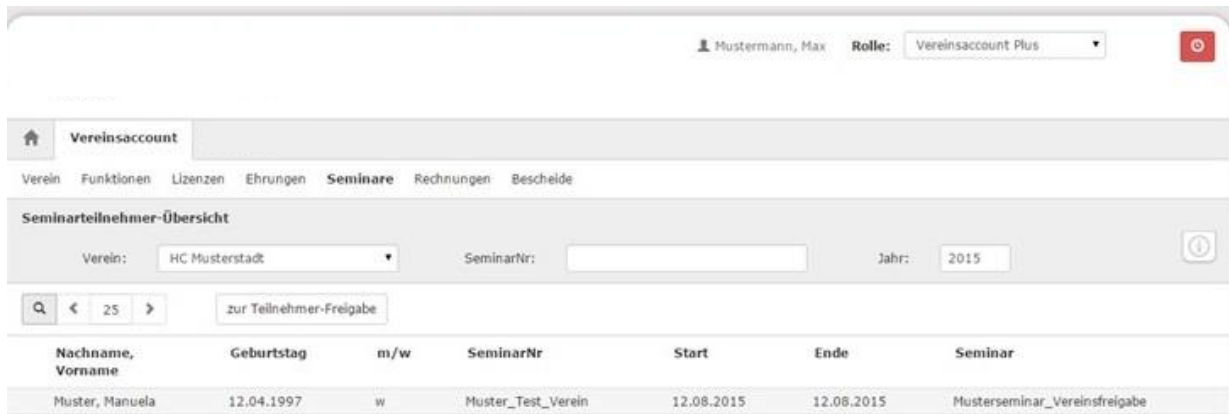 Mustermann, Max Rolle: Vereinsaccount Plus
Vereinsaccount
Verein Funktionen Lizenzen Ehrungen Seminare Rechnungen Bescheide
Seminarteilnehmer-Übersicht
Verein: HC Musterstadt SeminarNr: Jahr: 2015
25 zur Teilnehmer-Freigabe
Nachname, Geburtstag m/w SeminarNr Start Ende Seminar
Vorname
Muster, Manuela 12.04.1997 w Muster_Test_Verein 12.08.2015 12.08.2015 Musterseminar_Vereinsfreigabe